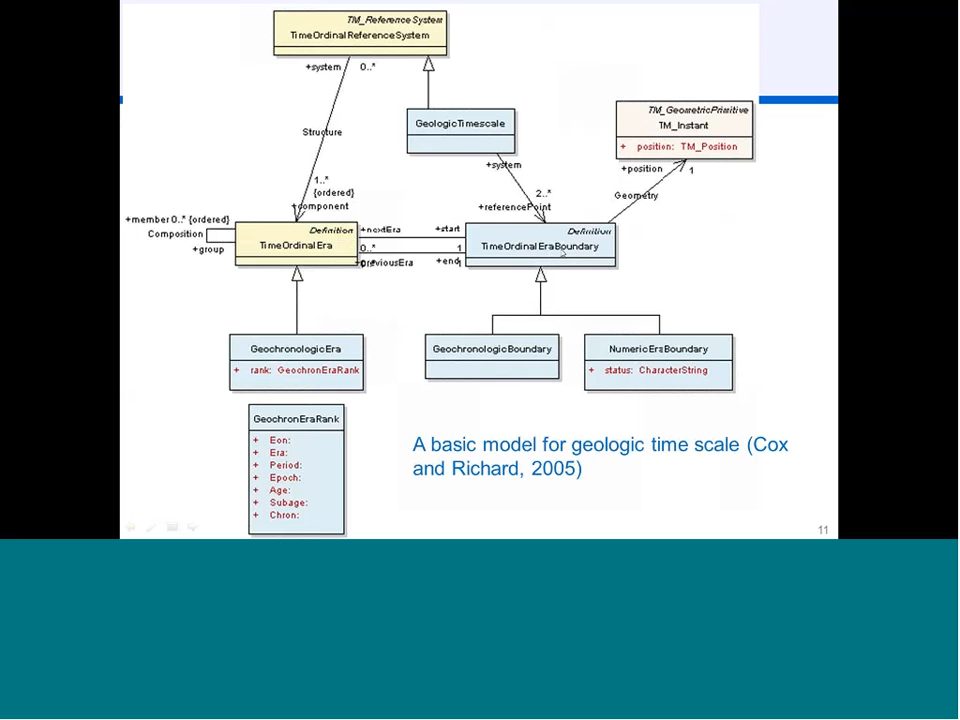 TM_ReferenceSystem
TimeOrdinalReferenceSystem
+system 0..*
GeologicTimescale
TM_GeometricPrimitive
TM_Instant
+ position: TM_Position
Structure
+system
+position 1
1..*
{ordered}
+component
2..*
+referencePoint
Geometry
+member 0..* {ordered}
Composition
+group
Definition
TimeOrdinalEra
+nextEra +start
0..* 1
+previousEra +end
Definition
TimeOrdinalEraBoundary
GeochronologicEra
+ rank: GeochronEraRank
GeochronologicBoundary
NumericEraBoundary
+ status: CharacterString
GeochronEraRank
+ Eon:
+ Era:
+ Period:
+ Epoch:
+ Age:
+ Subage:
+ Chron:
A basic model for geologic time scale (Cox
and Richard, 2005)
11